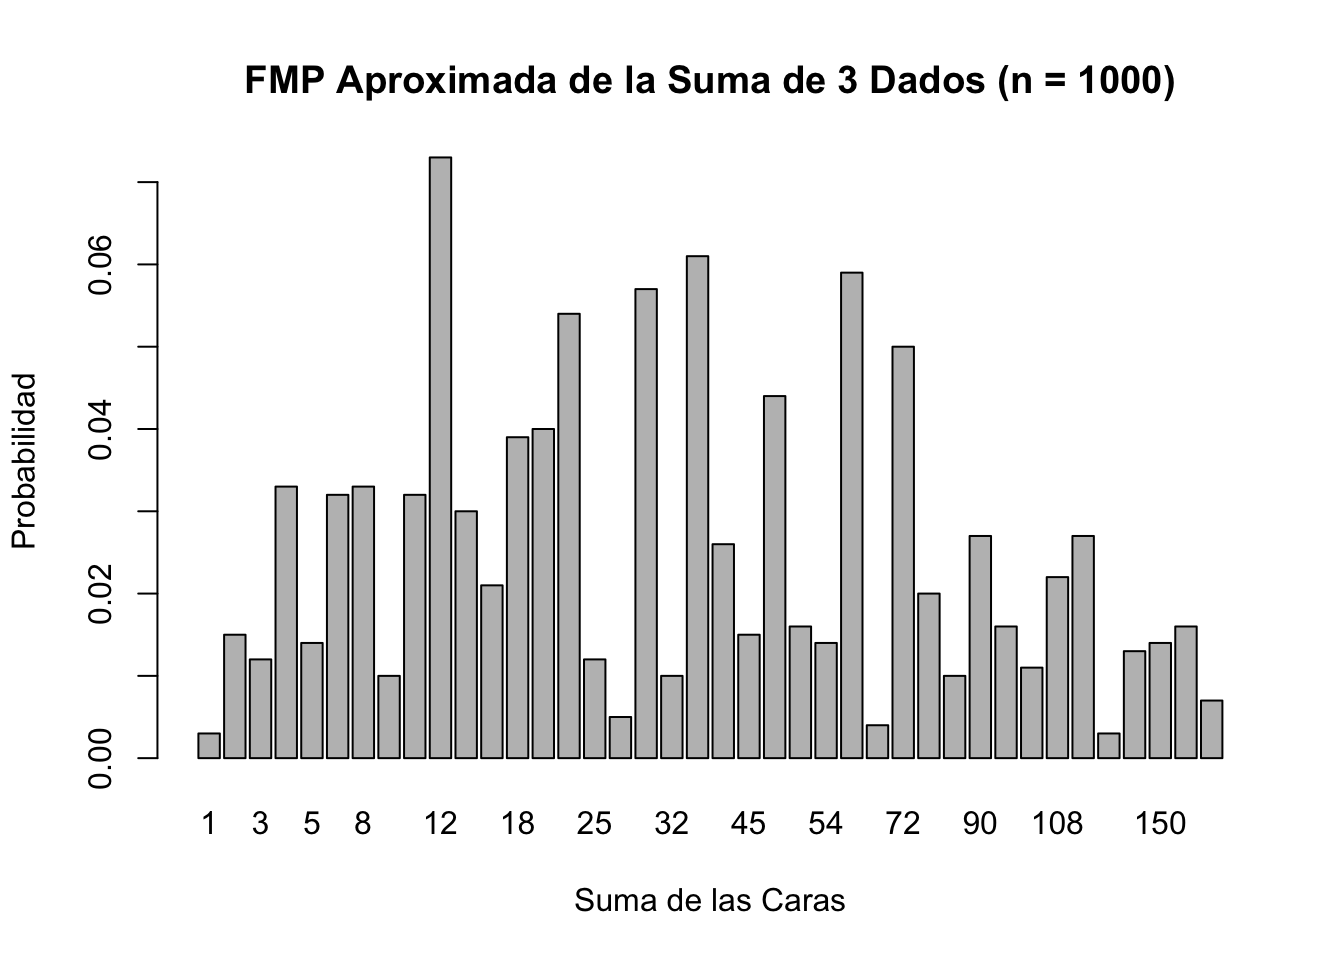 FMP Aproximada de la Suma de 3 Dados (n = 1000)
Probabilidad
0.06
0.04
0.02
0.00
1 3 5 8 12 18 25 32 45 54 72 90 108 150
Suma de las Caras